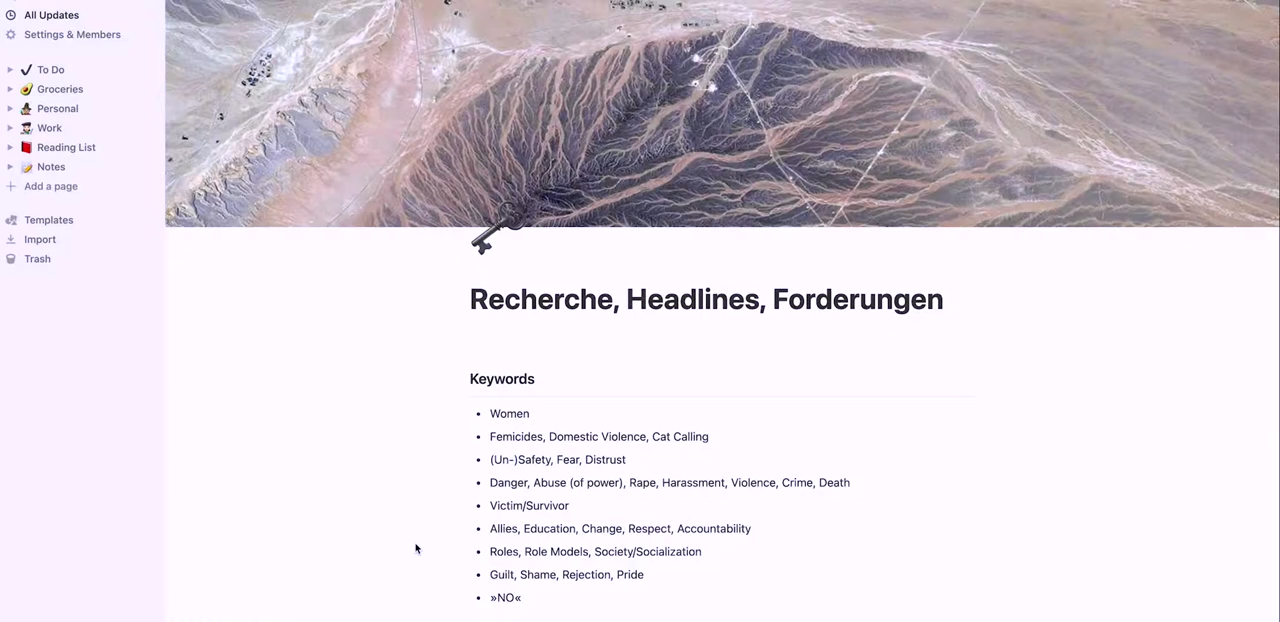 All Updates
Settings & Members
To Do
Groceries
Personal
Work
Reading List
Notes
Add a page
Templates
Import
Trash
Recherche, Headlines, Forderungen
Keywords
Women
Femicides, Domestic Violence, Cat Calling
(Un-)Safety, Fear, Distrust
Danger, Abuse (of power), Rape, Harassment, Violence, Crime, Death
Victim/Survivor
Allies, Education, Change, Respect, Accountability
Roles, Role Models, Society/Socialization
Guilt, Shame, Rejection, Pride
»NO«